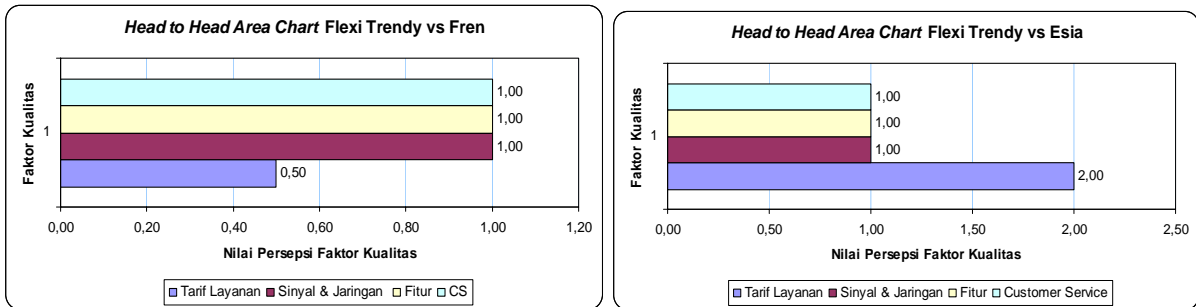 Head to Head Area Chart Flexi Trendy vs Fren
Faktor Kualitas
1
1,00
1,00
1,00
0,50
0,00 0,20 0,40 0,60 0,80 1,00 1,20
Nilai Persepsi Faktor Kualitas
Tarif Layanan Sinyal & Jaringan Fitur CS
Head to Head Area Chart Flexi Trendy vs Esia
Faktor Kualitas
1
1,00
1,00
1,00
2,00
0,00 0,50 1,00 1,50 2,00 2,50
Nilai Persepsi Faktor Kualitas
Tarif Layanan Sinyal & Jaringan Fitur Customer Service